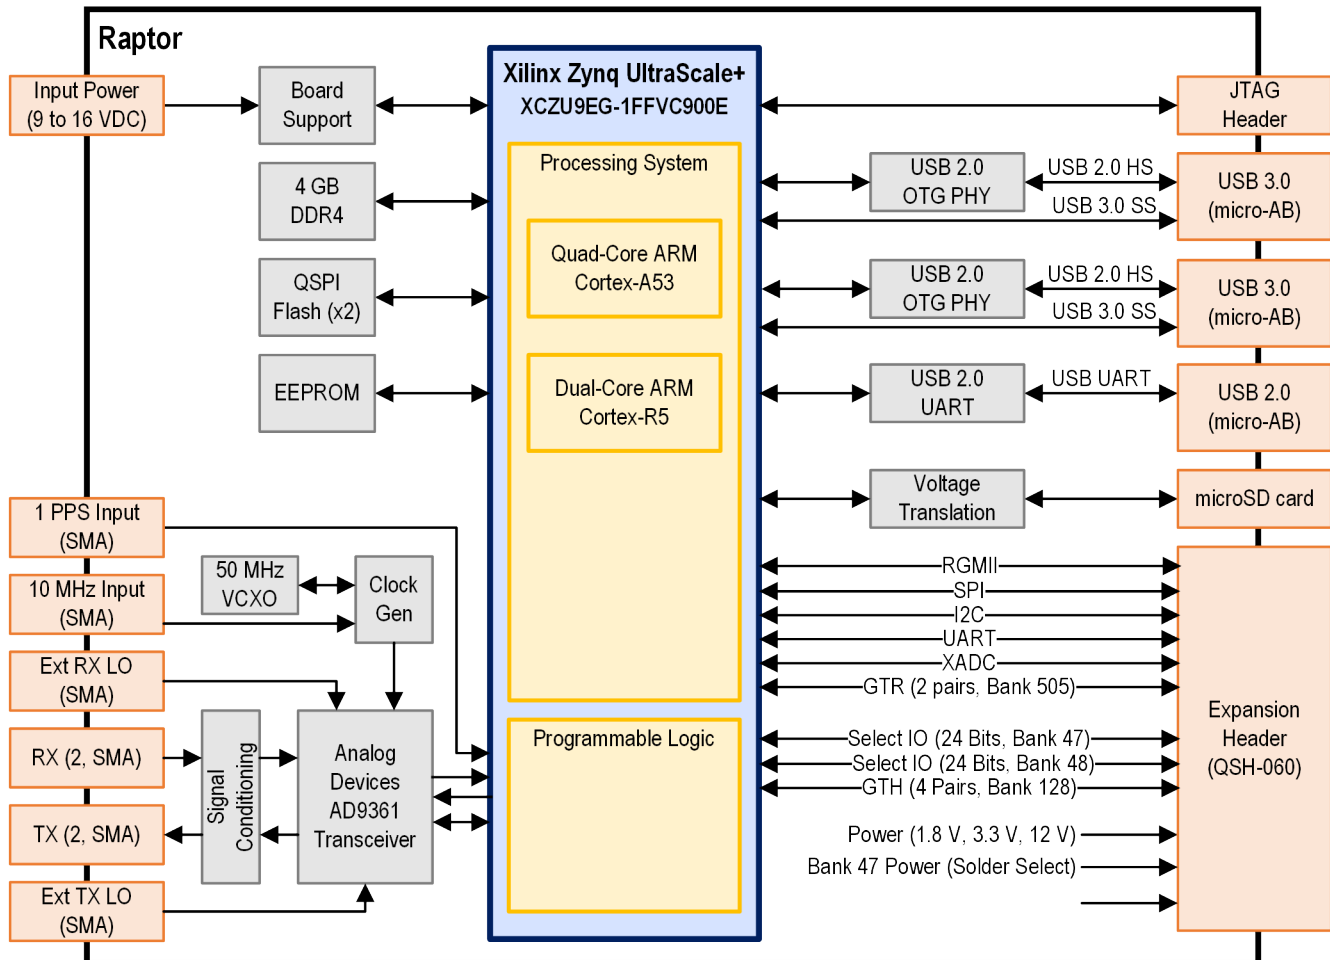 Raptor
Input Power
(9 to 16 VDC)
Board
Support
4 GB
DDR4
QSPI
Flash (x2)
EEPROM
1 PPS Input
(SMA)
10 MHz Input
(SMA)
50 MHz
VCXO
Clock
Gen
Ext RX LO
(SMA)
RX (2, SMA)
TX (2, SMA)
Ext TX LO
(SMA)
Signal
Conditioning
Analog
Devices
AD9361
Transceiver
Xilinx Zynq UltraScale+
XCZU9EG-1FFVC900E
Processing System
Quad-Core ARM
Cortex-A53
Dual-Core ARM
Cortex-R5
Programmable Logic
JTAG
Header
USB 2.0
OTG PHY
USB 2.0 HS
USB 3.0 SS
USB 3.0
(micro-AB)
USB 2.0
OTG PHY
USB 2.0 HS
USB 3.0 SS
USB 3.0
(micro-AB)
USB 2.0
UART
USB UART
USB 2.0
(micro-AB)
Voltage
Translation
microSD card
RGMII
SPI
I2C
UART
XADC
GTR (2 pairs, Bank 505)
Select IO (24 Bits, Bank 47)
Select IO (24 Bits, Bank 48)
GTH (4 Pairs, Bank 128)
Power (1.8 V, 3.3 V, 12 V)
Bank 47 Power (Solder Select)
Expansion
Header
(QSH-060)